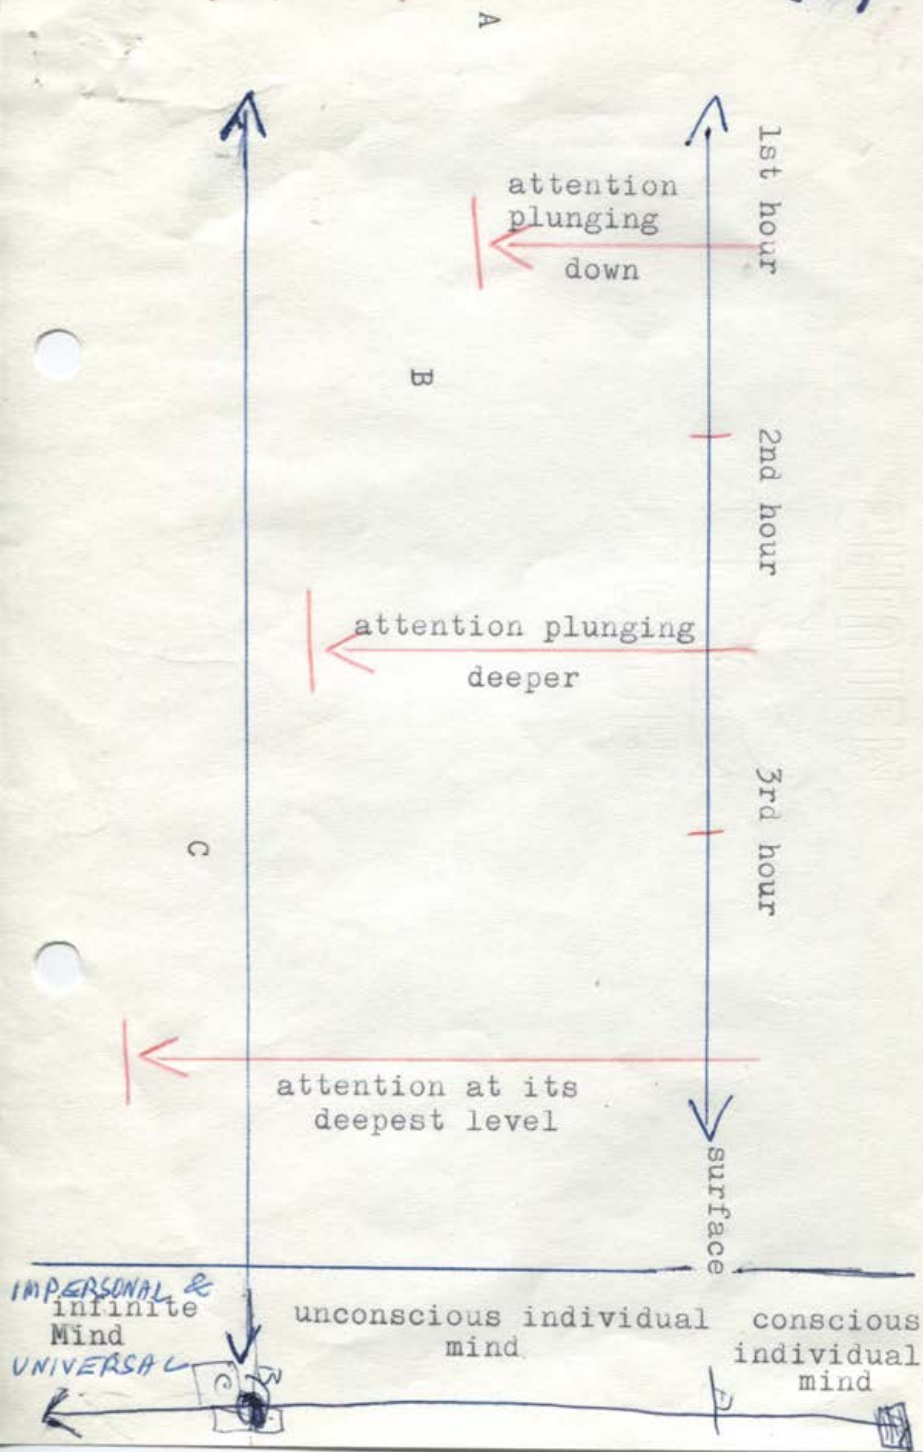 A
1st hour
attention
plunging
down
B
2nd hour
attention plunging
deeper
3rd hour
C
attention at its
deepest level
surface
IMPERSONAL &
infinite
Mind
UNIVERSAL
unconscious individual
mind
conscious
individual
mind
C
B
A